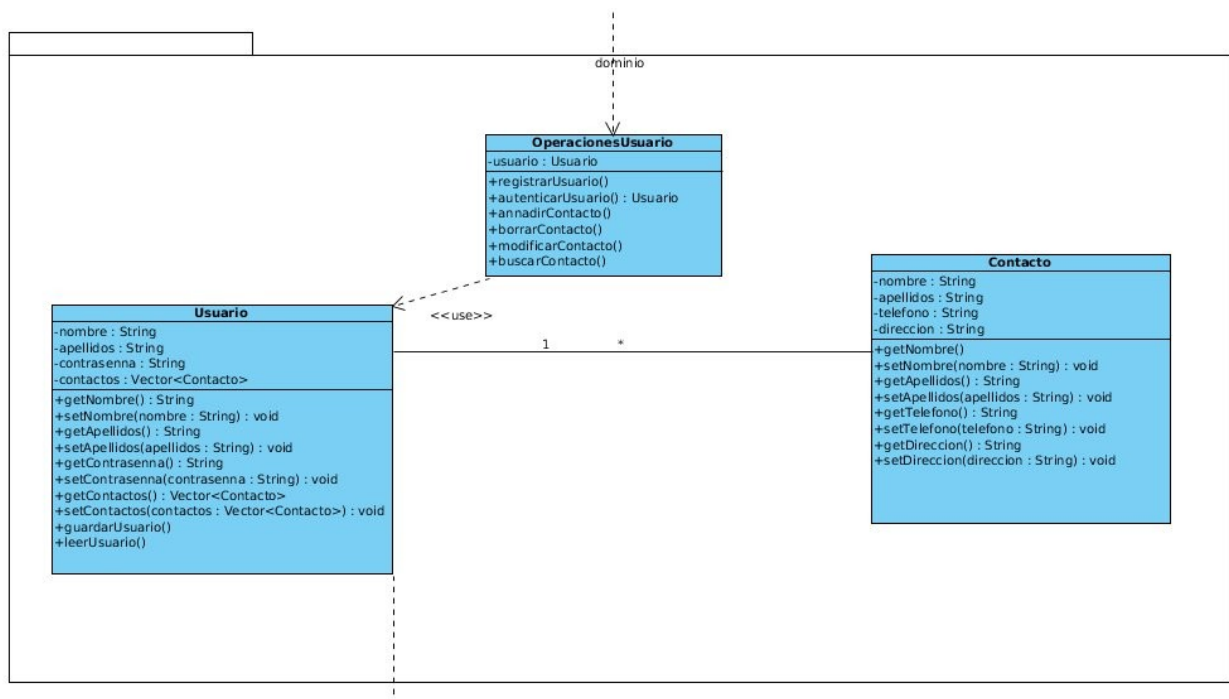 dominio
OperacionesUsuario
-usuario : Usuario
+registrarUsuario()
+autenticarUsuario() : Usuario
+annadirContacto()
+borrarContacto()
+modificarContacto()
+buscarContacto()
<<use>>
Usuario
-nombre : String
-apellidos : String
-contrasenna : String
-contactos : Vector<Contacto>
+getNombre() : String
+setNombre(nombre : String) : void
+getApellidos() : String
+setApellidos(apellidos : String) : void
+getContrasenna() : String
+setContrasenna(contrasenna : String) : void
+getContactos() : Vector<Contacto>
+setContactos(contactos : Vector<Contacto>) : void
+guardarUsuario()
+leerUsuario()
1 *
Contacto
-nombre : String
-apellidos : String
-telefono : String
-direccion : String
+getNombre()
+setNombre(nombre : String) : void
+getApellidos() : String
+setApellidos(apellidos : String) : void
+getTelefono() : String
+setTelefono(telefono : String) : void
+getDireccion() : String
+setDireccion(direccion : String) : void